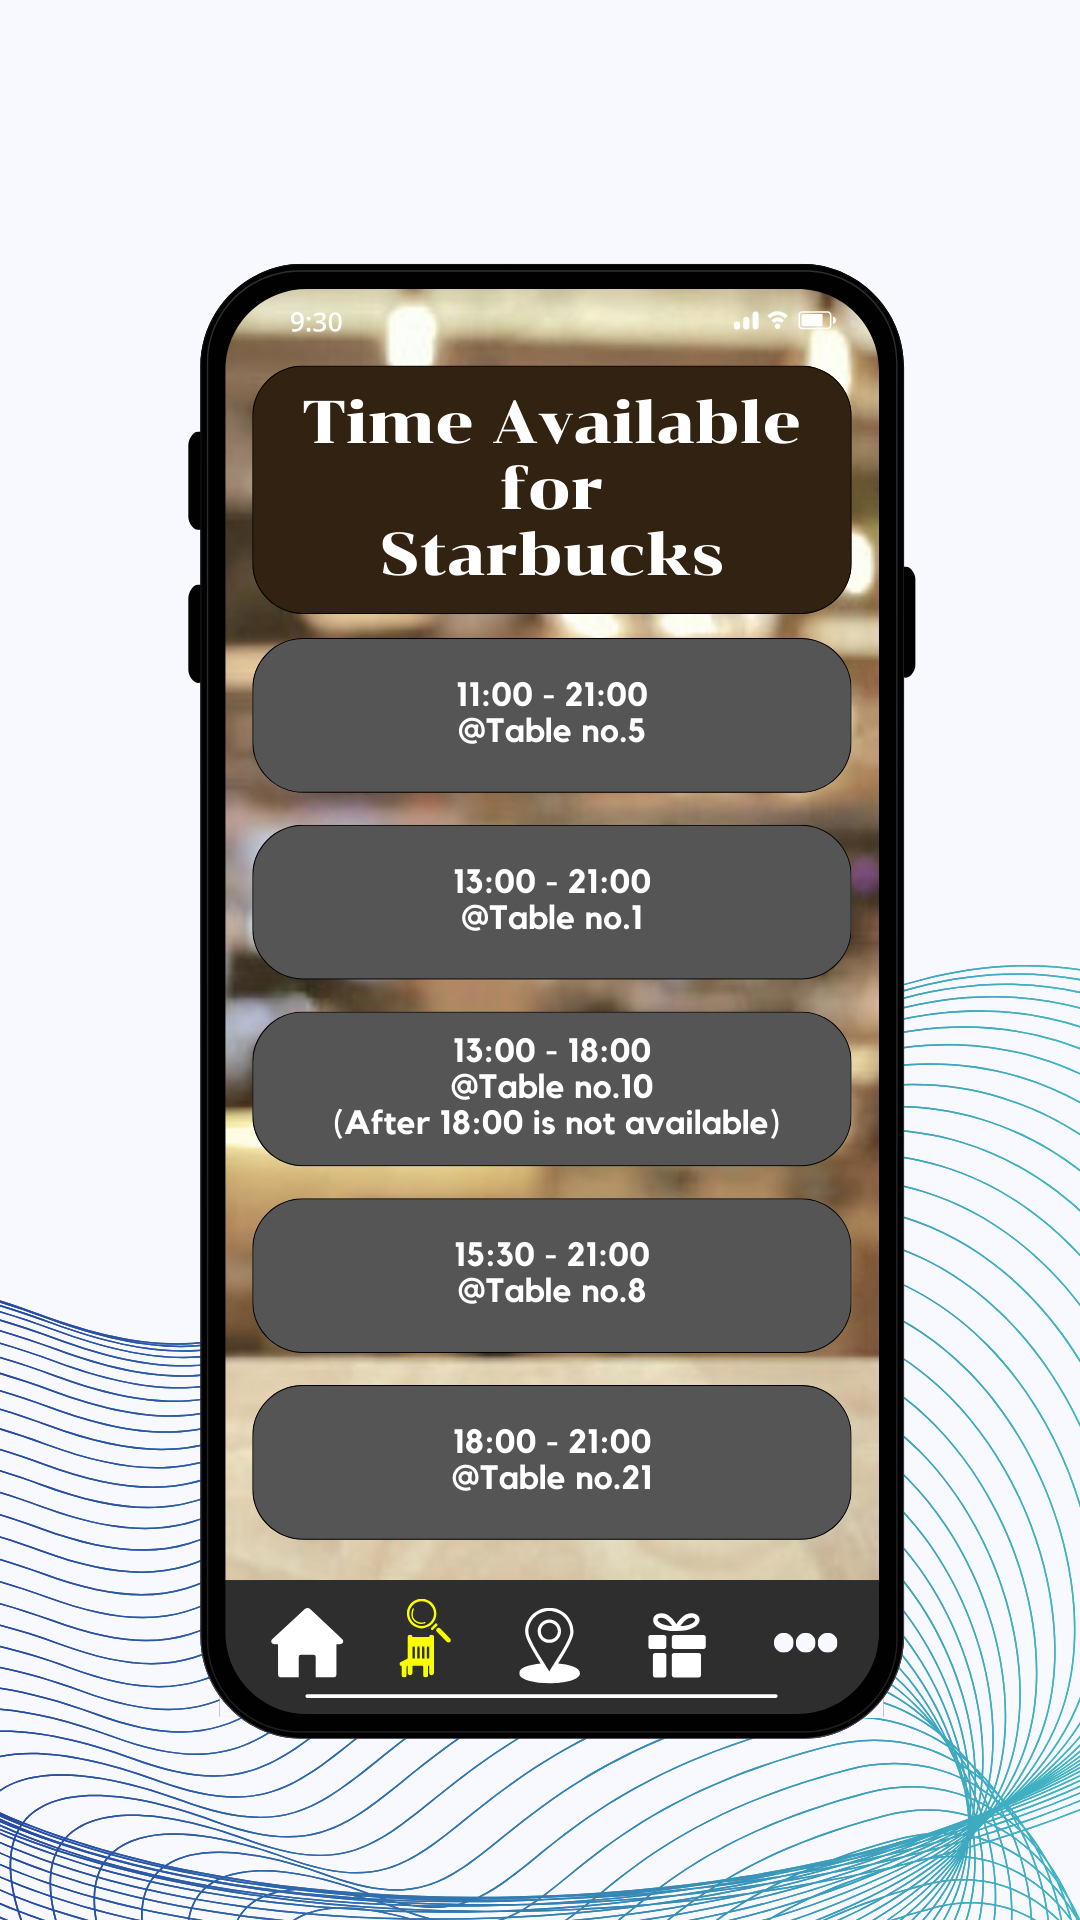 9:30
Time Available
for
Starbucks
11:00 - 21:00
@Table no.5
13:00 - 21:00
@Table no.1
13:00 - 18:00
@Table no.10
(After 18:00 is not available)
15:30 - 21:00
@Table no.8
18:00 - 21:00
@Table no.21